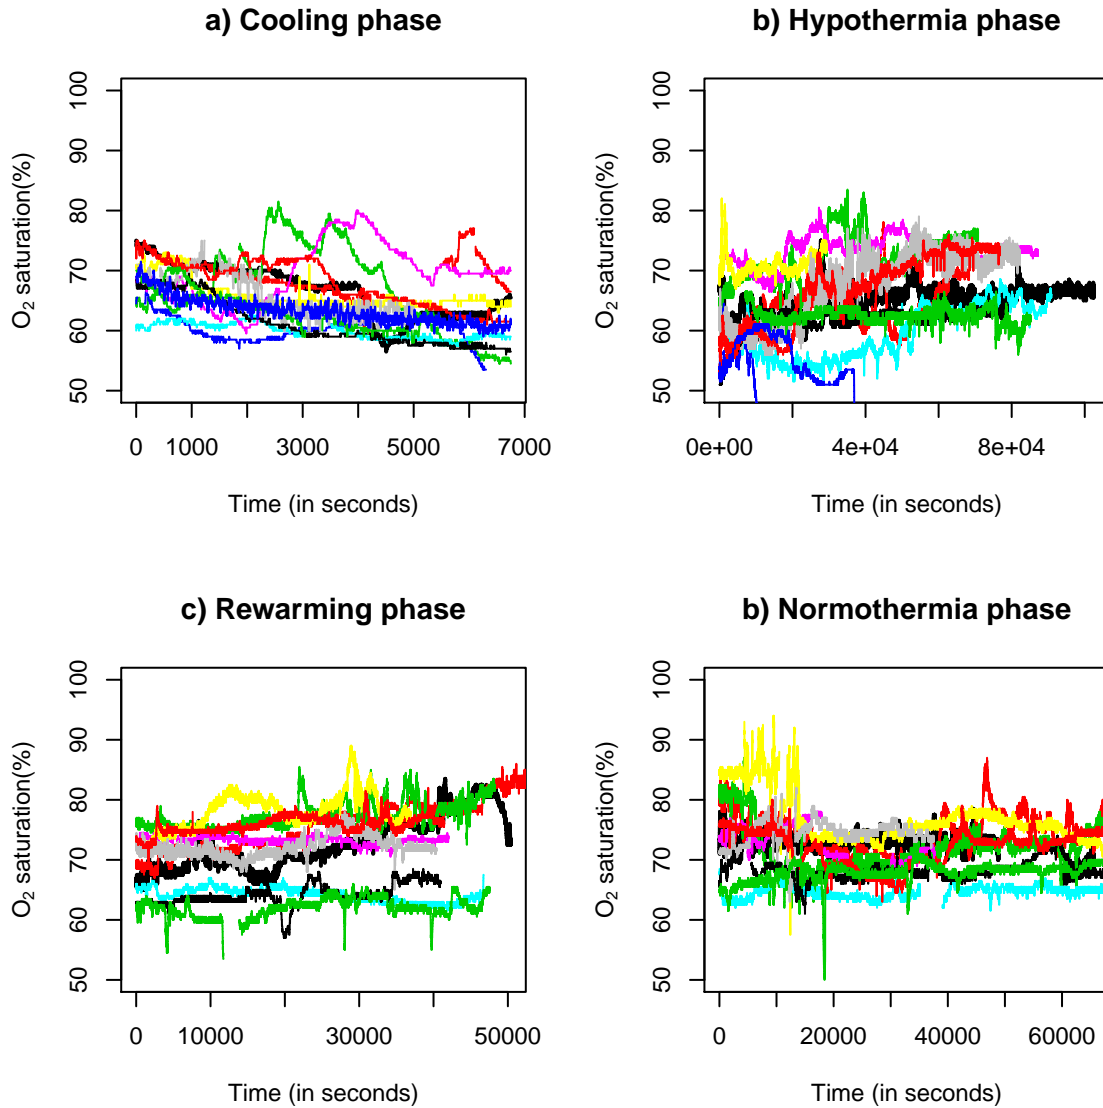 a) Cooling phase
O₂ saturation(%)
50 60 70 80 90 100
0 1000 3000 5000 7000
Time (in seconds)
b) Hypothermia phase
O₂ saturation(%)
50 60 70 80 90 100
0e+00 4e+04 8e+04
Time (in seconds)
c) Rewarming phase
O₂ saturation(%)
50 60 70 80 90 100
0 10000 30000 50000
Time (in seconds)
b) Normothermia phase
O₂ saturation(%)
50 60 70 80 90 100
0 20000 40000 60000
Time (in seconds)